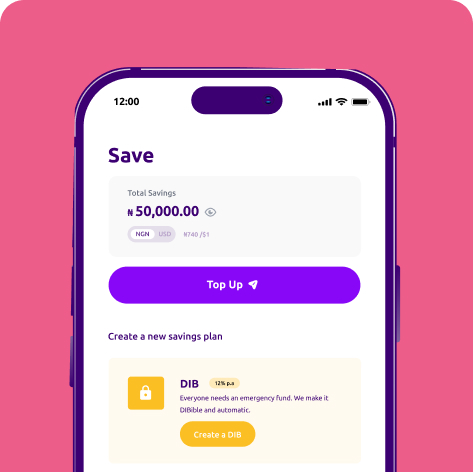 12:00
Save
Total Savings
₦ 50,000.00
NGN USD ₦740 /$1
Top Up
Create a new savings plan
DIB 12% p.a
Everyone needs an emergency fund. We make it
DIBible and automatic.
Create a DIB